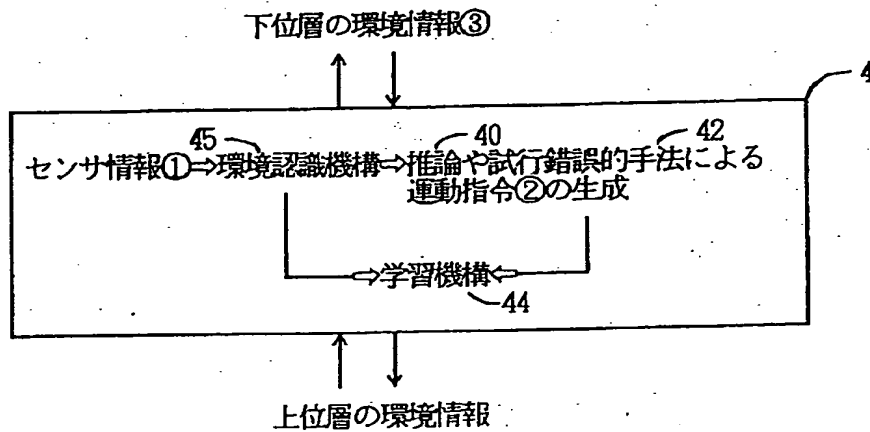 下位層の環境情報③
4
45
40
42
センサ情報①⇒環境認識機構⇒推論や試行錯誤的手法による
運動指令②の生成
⇒学習機構⇐
44
上位層の環境情報